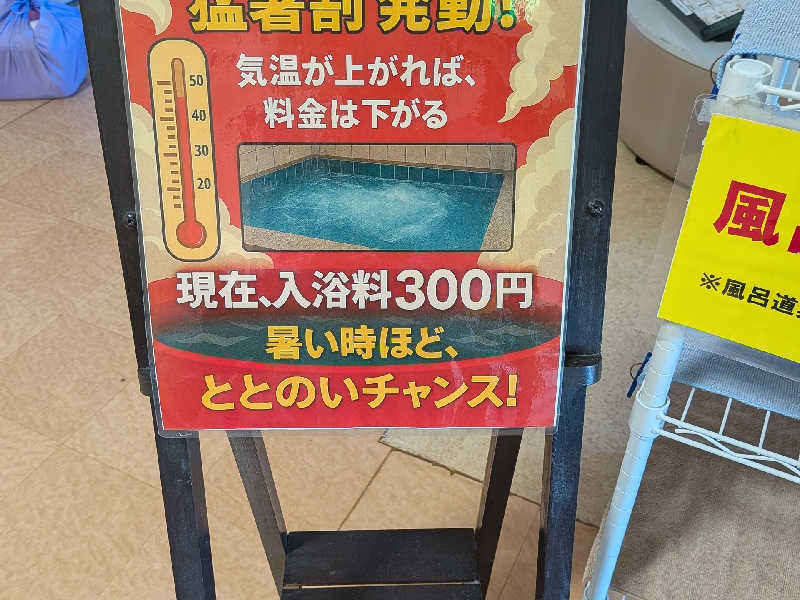 猛暑割 発動!
気温が上がれば、
料金は下がる
50
40
30
20
現在、入浴料300円
暑い時ほど、
ととのいチャンス!
風
※風呂道